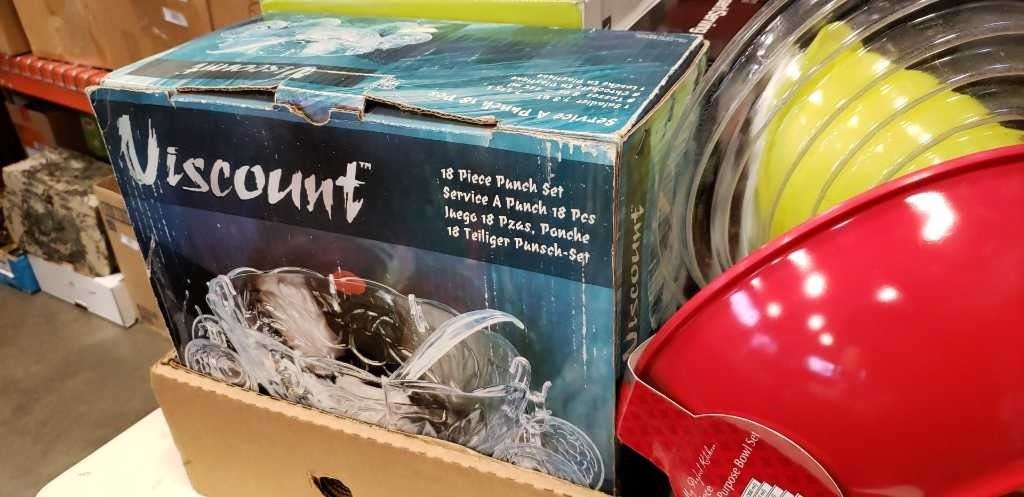 Viscount
Service A Punch 18 Pcs
Viscount™
18 Piece Punch Set
Service A Punch 18 Pcs
Juego 18 Pzas, Ponche
18 Teiliger Punsch-Set
Viscount
Purpose Bowl Set